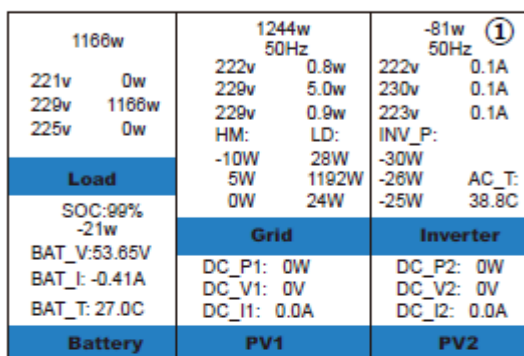 1166w
221v 0w
229v 1166w
225v 0w
Load
1244w
50Hz
222v 0.8w
229v 5.0w
229v 0.9w
HM: LD:
-10W 28W
5W 1192W
0W 24W
Grid
-81w ①
50Hz
222v 0.1A
230v 0.1A
223v 0.1A
INV_P:
-30W
-26W AC_T:
-25W 38.8C
Inverter
SOC:99%
-21w
BAT_V:53.65V
BAT_I: -0.41A
BAT_T: 27.0C
Battery
DC_P1: 0W
DC_V1: 0V
DC_I1: 0.0A
PV1
DC_P2: 0W
DC_V2: 0V
DC_I2: 0.0A
PV2